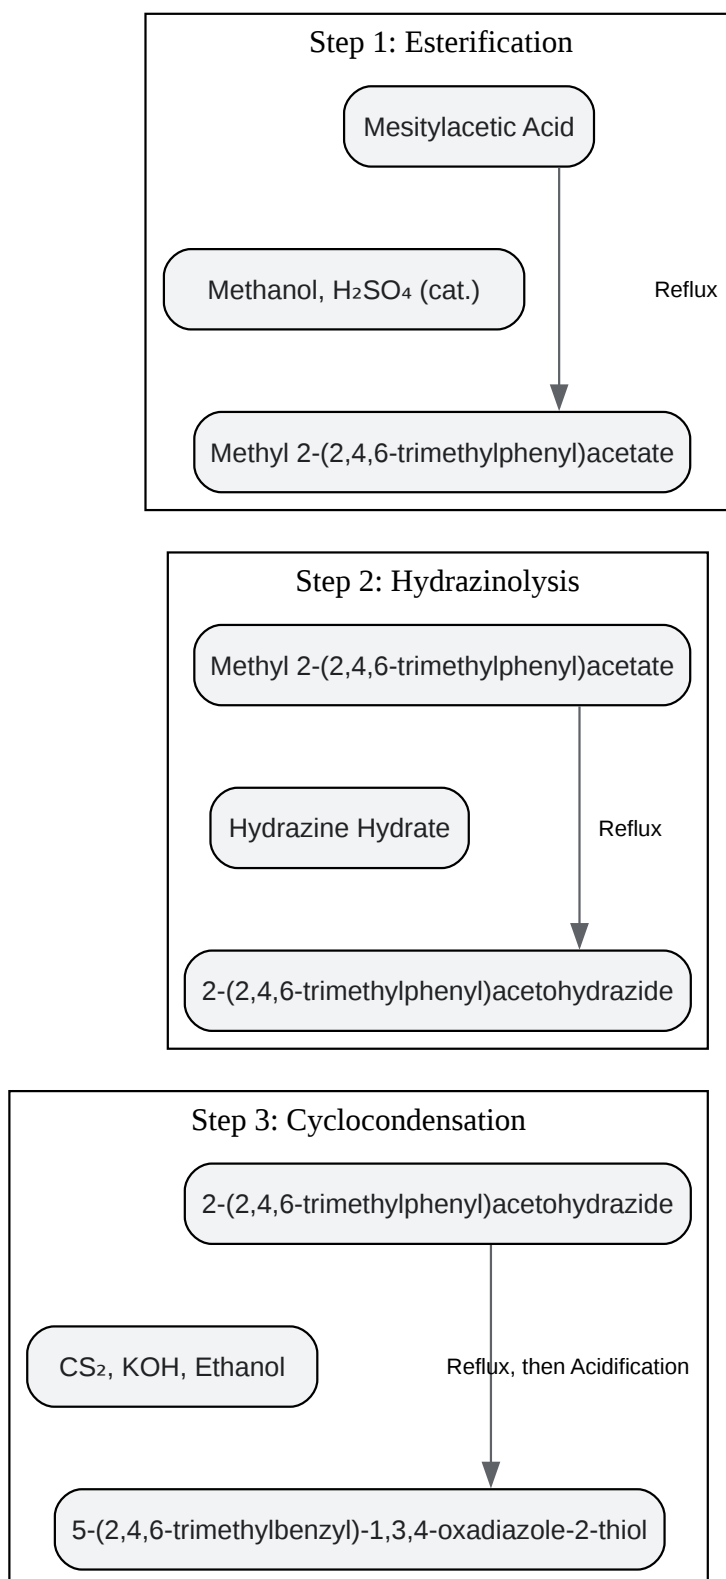 Step 1: Esterification
Mesitylacetic Acid
Methanol, H₂SO₄ (cat.)
Reflux
Methyl 2-(2,4,6-trimethylphenyl)acetate
Step 2: Hydrazinolysis
Methyl 2-(2,4,6-trimethylphenyl)acetate
Hydrazine Hydrate
Reflux
2-(2,4,6-trimethylphenyl)acetohydrazide
Step 3: Cyclocondensation
2-(2,4,6-trimethylphenyl)acetohydrazide
CS₂, KOH, Ethanol
Reflux, then Acidification
5-(2,4,6-trimethylbenzyl)-1,3,4-oxadiazole-2-thiol